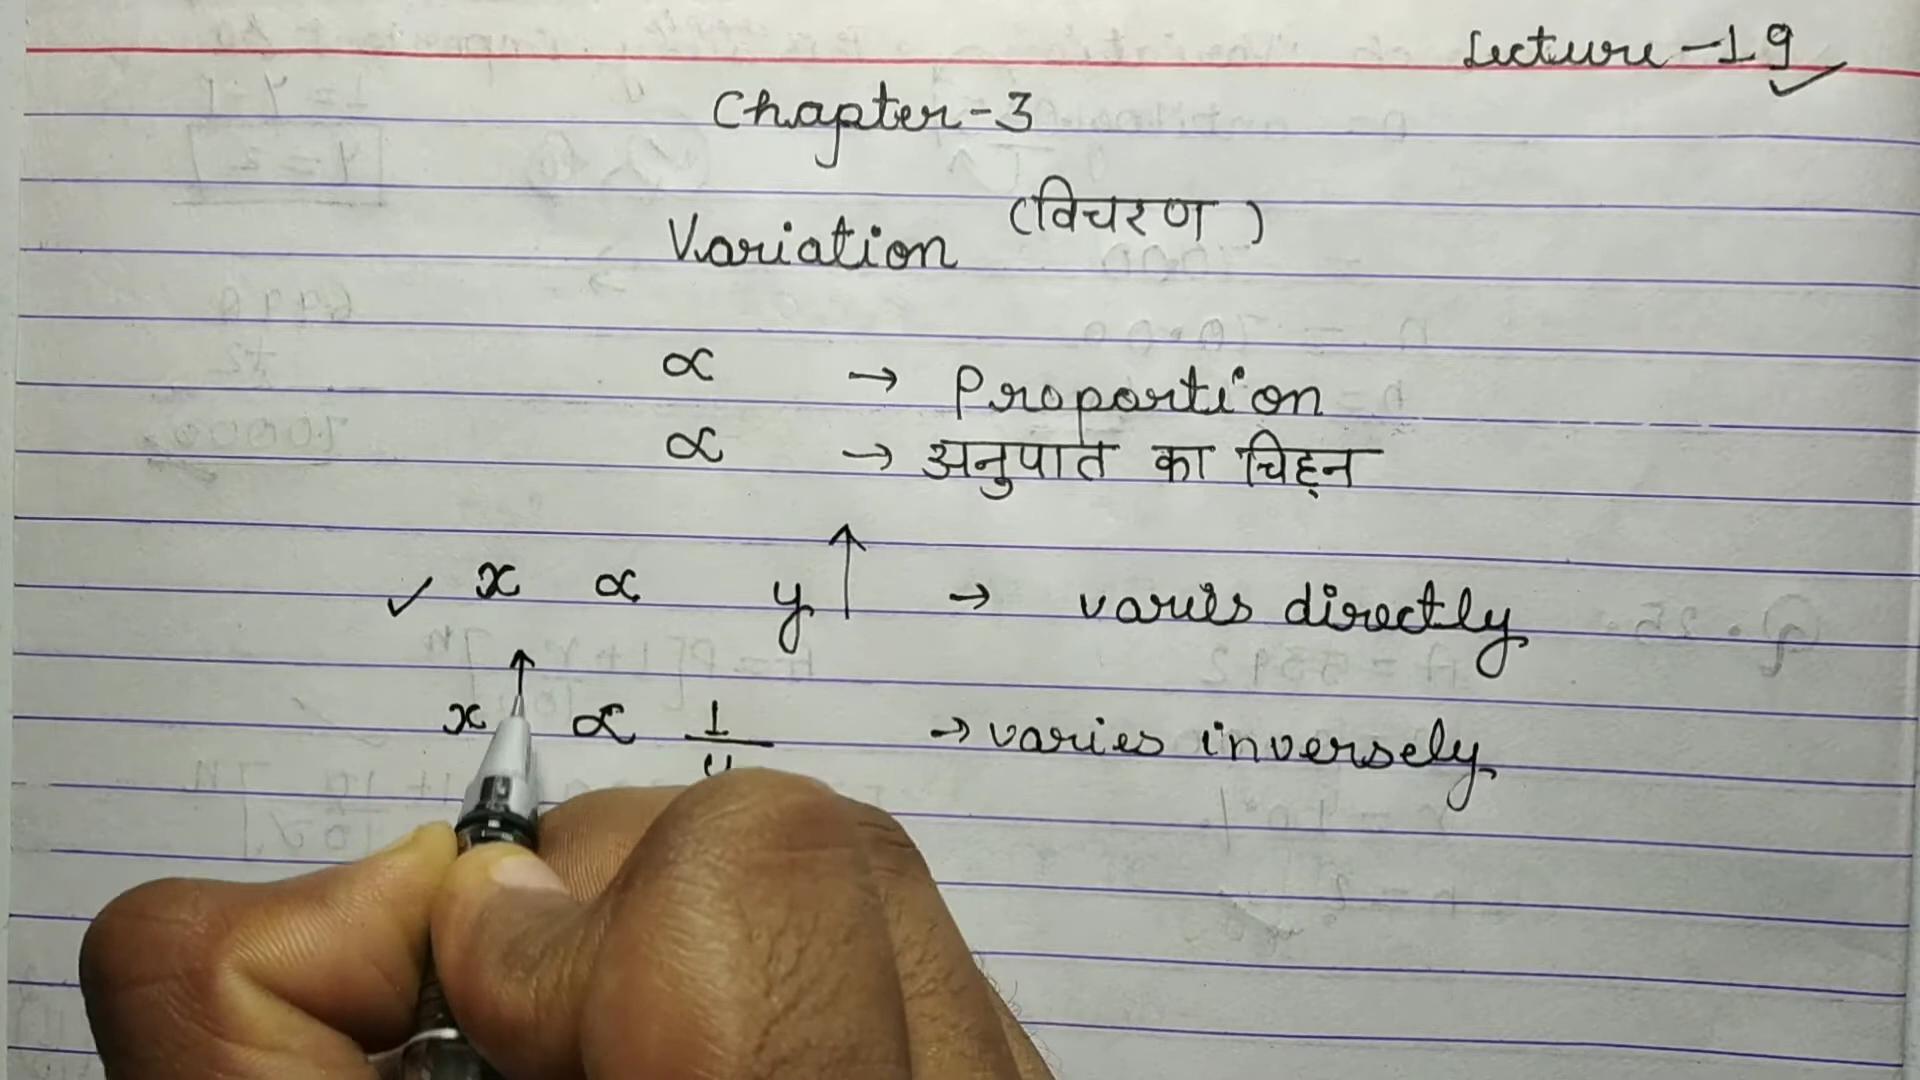 Lecture-19
Chapter-3
Variation (विचरण)
∝ → Proportion
∝ → अनुपात का चिह्न
✓ x ∝ y ↑ → varies directly
x ↑ ∝ 1/y → varies inversely